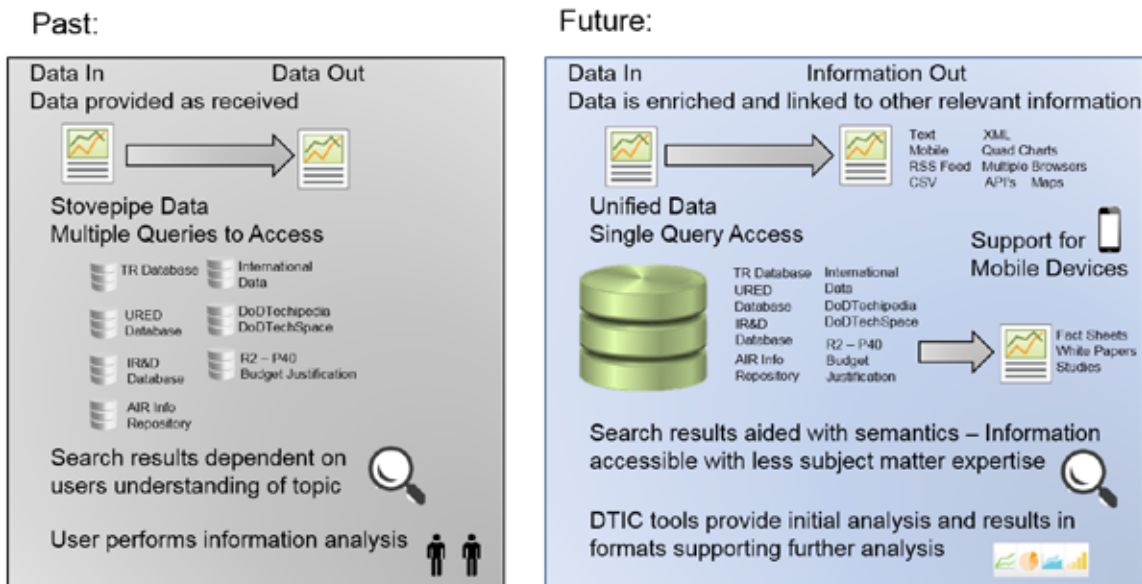 Past:
Data In Data Out
Data provided as received
Stovepipe Data
Multiple Queries to Access
TR Database
URED
Database
IR&D
Database
AIR Info
Repository
International
Data
DoDTechipedia
DoDTechSpace
R2 – P40
Budget Justification
Search results dependent on
users understanding of topic
User performs information analysis
Future:
Data In Information Out
Data is enriched and linked to other relevant information
Text XML
Mobile Quad Charts
RSS Feed Multiple Browsers
CSV API's Maps
Unified Data
Single Query Access
Support for
Mobile Devices
TR Database
URED
Database
IR&D
Database
AIR Info
Repository
International
Data
DoDTechipedia
DoDTechSpace
R2 – P40
Budget
Justification
Fact Sheets
White Papers
Studies
Search results aided with semantics – Information
accessible with less subject matter expertise
DTIC tools provide initial analysis and results in
formats supporting further analysis